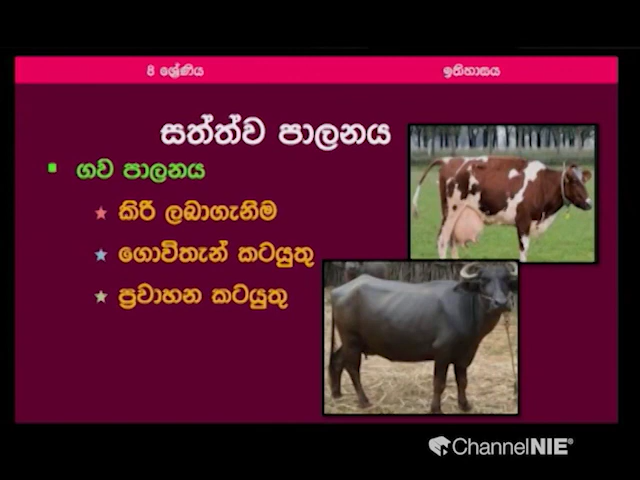 8 ශ්‍රේණිය ඉතිහාසය
සත්ත්ව පාලනය
ගව පාලනය
කිරි ලබාගැනීම
ගොවිතැන් කටයුතු
ප්‍රවාහන කටයුතු
ChannelNIE